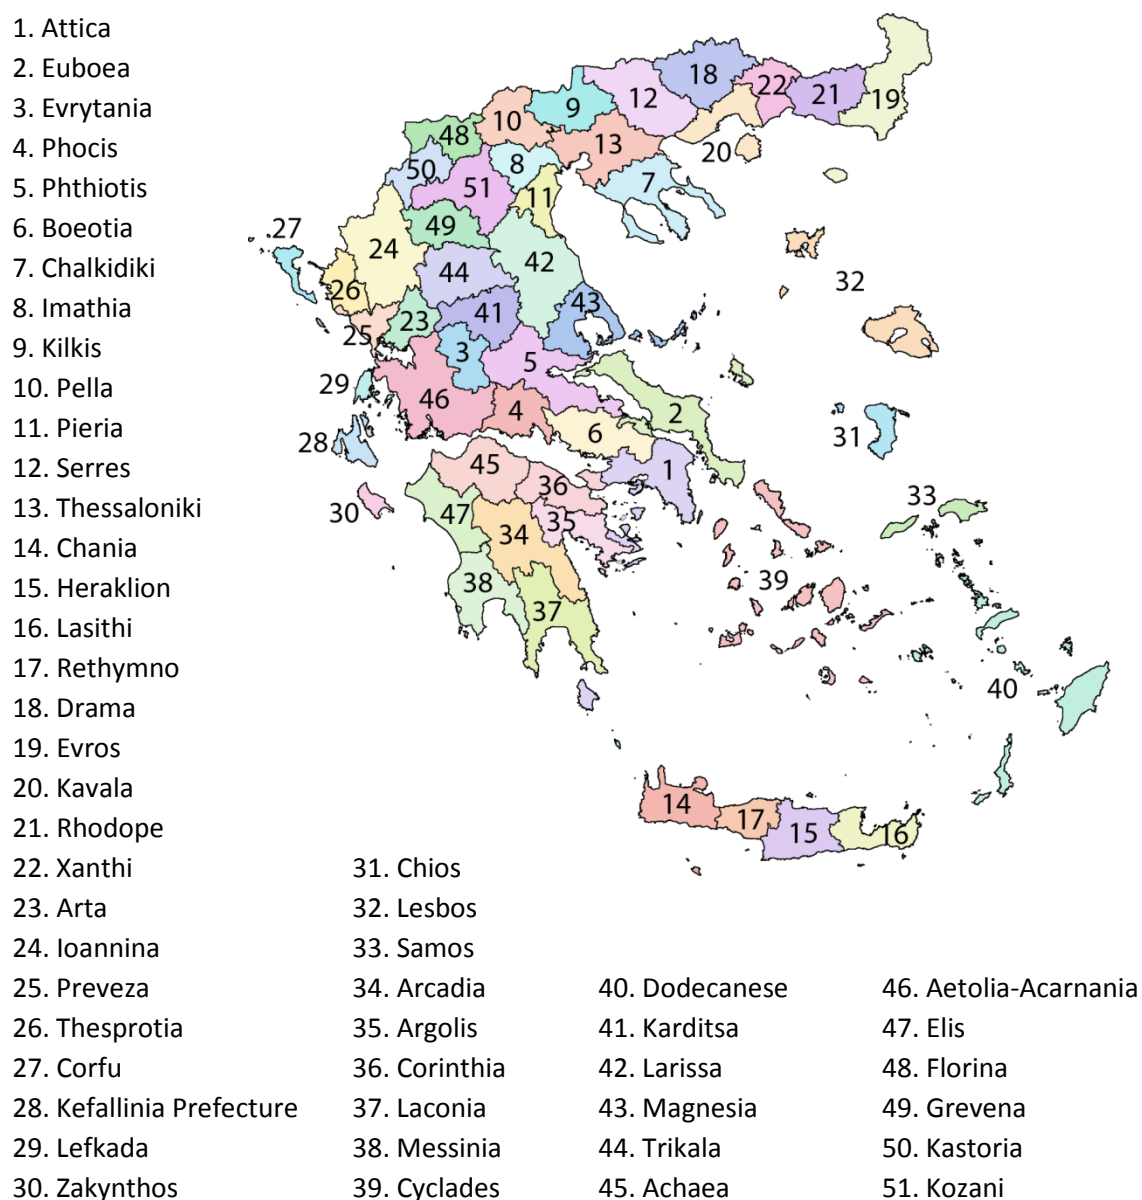 1. Attica
2. Euboea
3. Evrytania
4. Phocis
5. Phthiotis
6. Boeotia
7. Chalkidiki
8. Imathia
9. Kilkis
10. Pella
11. Pieria
12. Serres
13. Thessaloniki
14. Chania
15. Heraklion
16. Lasithi
17. Rethymno
18. Drama
19. Evros
20. Kavala
21. Rhodope
22. Xanthi
23. Arta
24. Ioannina
25. Preveza
26. Thesprotia
27. Corfu
28. Kefallinia Prefecture
29. Lefkada
30. Zakynthos
31. Chios
32. Lesbos
33. Samos
34. Arcadia
35. Argolis
36. Corinthia
37. Laconia
38. Messinia
39. Cyclades
40. Dodecanese
41. Karditsa
42. Larissa
43. Magnesia
44. Trikala
45. Achaea
46. Aetolia-Acarnania
47. Elis
48. Florina
49. Grevena
50. Kastoria
51. Kozani
18
22
21
19
12
9
10
48
13
20
8
50
51
7
11
27
49
24
42
44
26
32
43
41
23
25
3
5
29
46
4
2
6
28
31
1
45
36
30
47
35
33
34
38
37
39
40
14
17
15
16